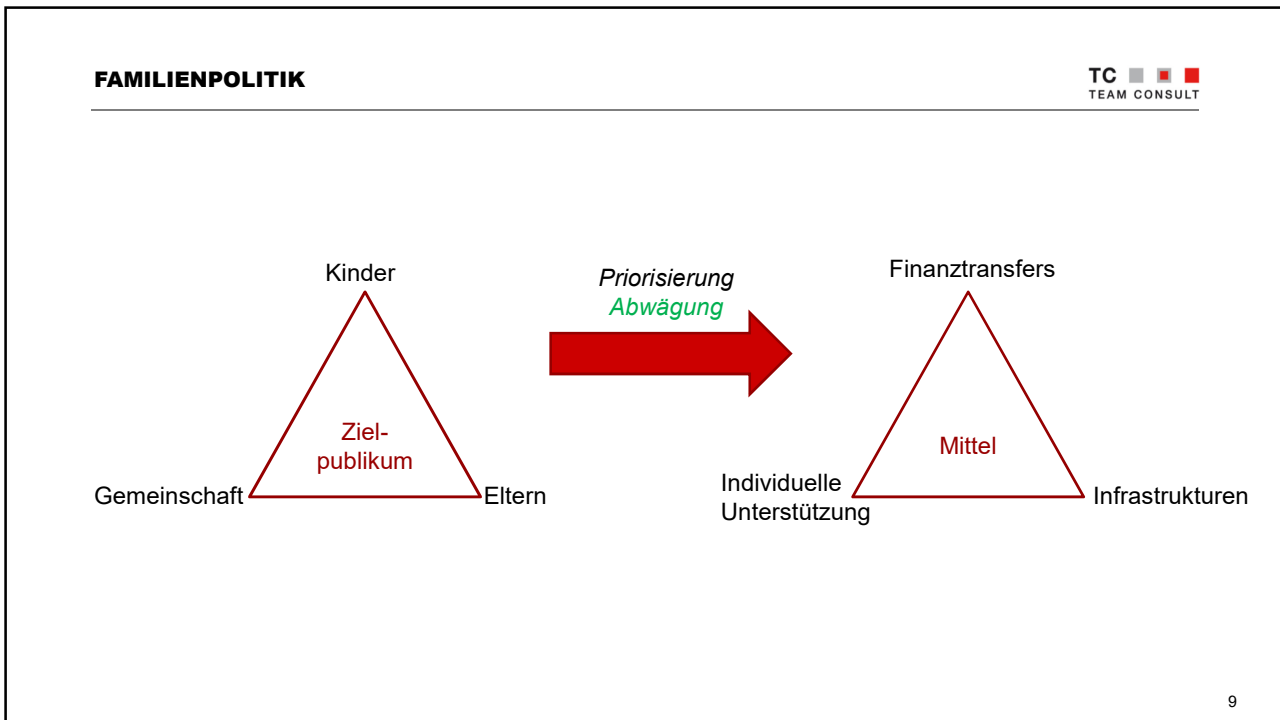 FAMILIENPOLITIK
TC
TEAM CONSULT
Kinder
Ziel-
publikum
Gemeinschaft
Eltern
Priorisierung
Abwägung
Finanztransfers
Mittel
Individuelle
Unterstützung
Infrastrukturen
9